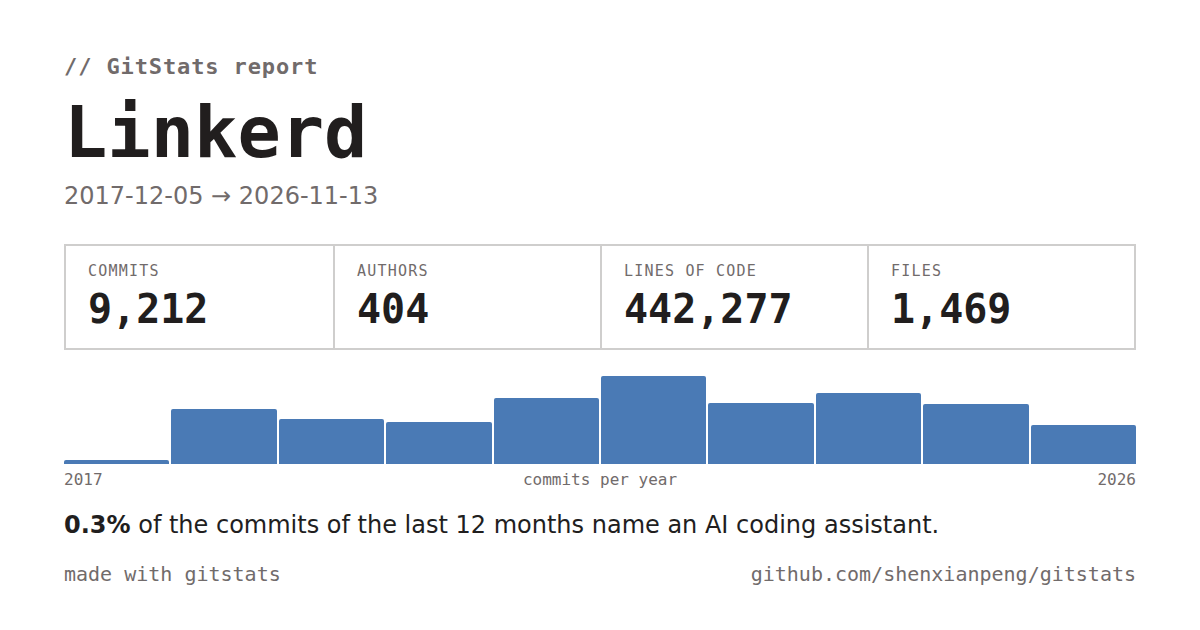 // GitStats report
Linkerd
2017-12-05 → 2026-11-13
COMMITS AUTHORS LINES OF CODE FILES
9,212 404 442,277 1,469
2017 commits per year 2026
0.3% of the commits of the last 12 months name an AI coding assistant.
made with gitstats github.com/shenxianpeng/gitstats